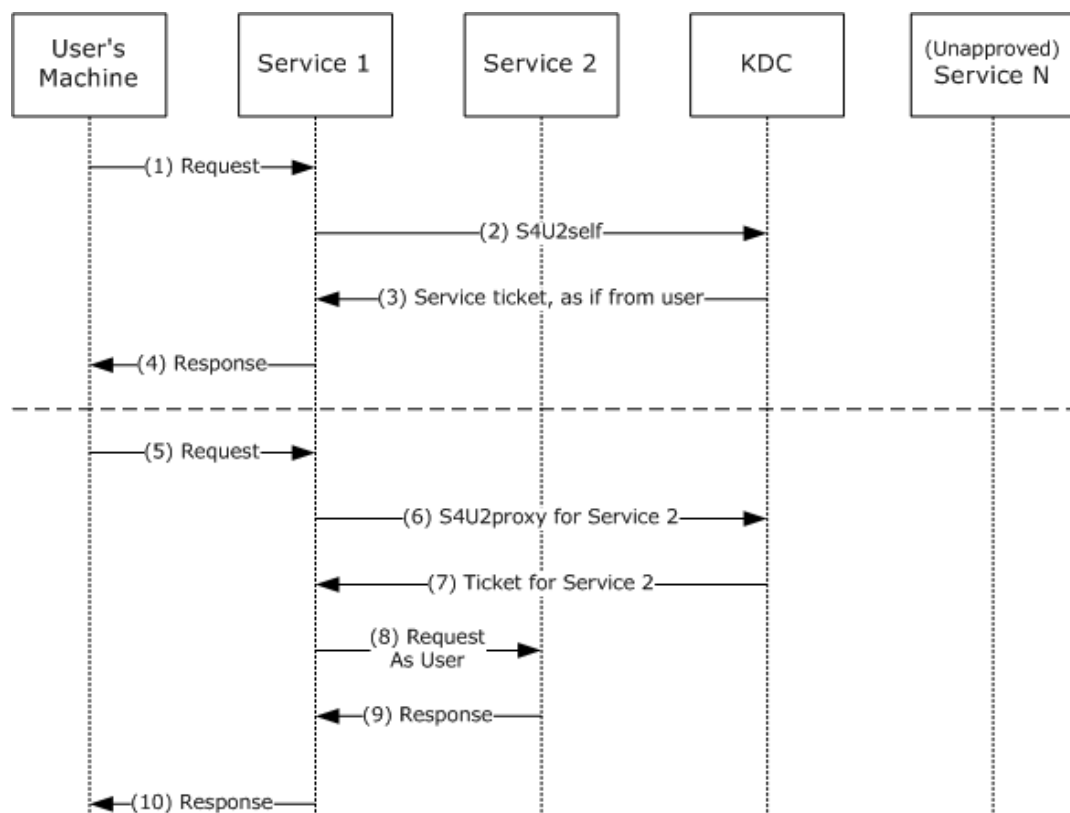 User's
Machine
Service 1
Service 2
KDC
(Unapproved)
Service N
(1) Request
(2) S4U2self
(3) Service ticket, as if from user
(4) Response
(5) Request
(6) S4U2proxy for Service 2
(7) Ticket for Service 2
(8) Request
As User
(9) Response
(10) Response